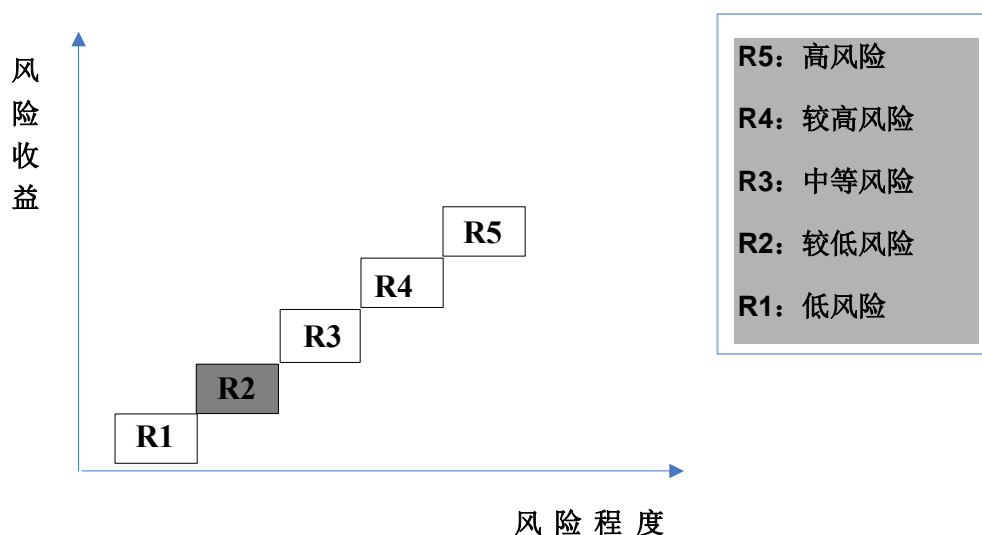 风
险
收
益
R5
R4
R3
R2
R1
风 险 程 度
R5：高风险
R4：较高风险
R3：中等风险
R2：较低风险
R1：低风险